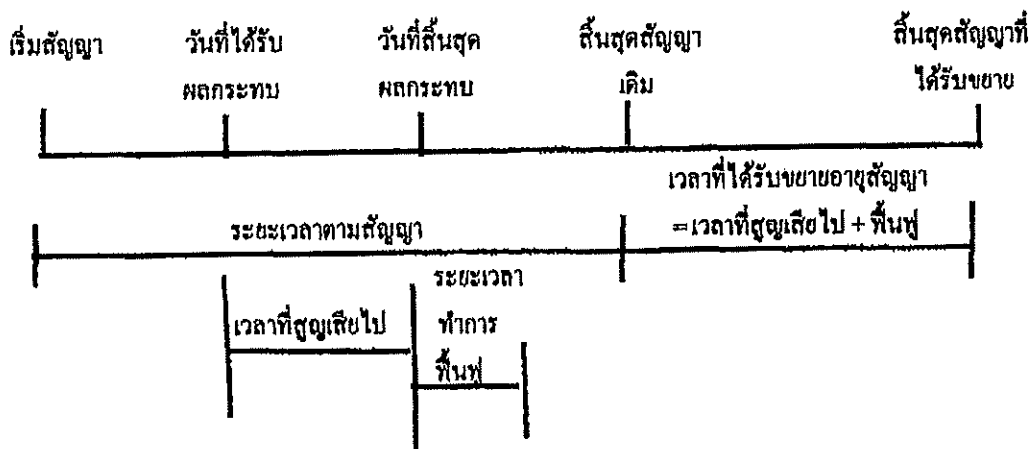 เริ่มสัญญา วันที่ได้รับ วันที่สิ้นสุด สิ้นสุดสัญญา สิ้นสุดสัญญาที่
ผลกระทบ ผลกระทบ เดิม ได้รับขยาย
เวลาที่ได้รับขยายอายุสัญญา
ระยะเวลาตามสัญญา =เวลาที่สูญเสียไป + ฟื้นฟู
ระยะเวลา
เวลาที่สูญเสียไป ทำการ
ฟื้นฟู